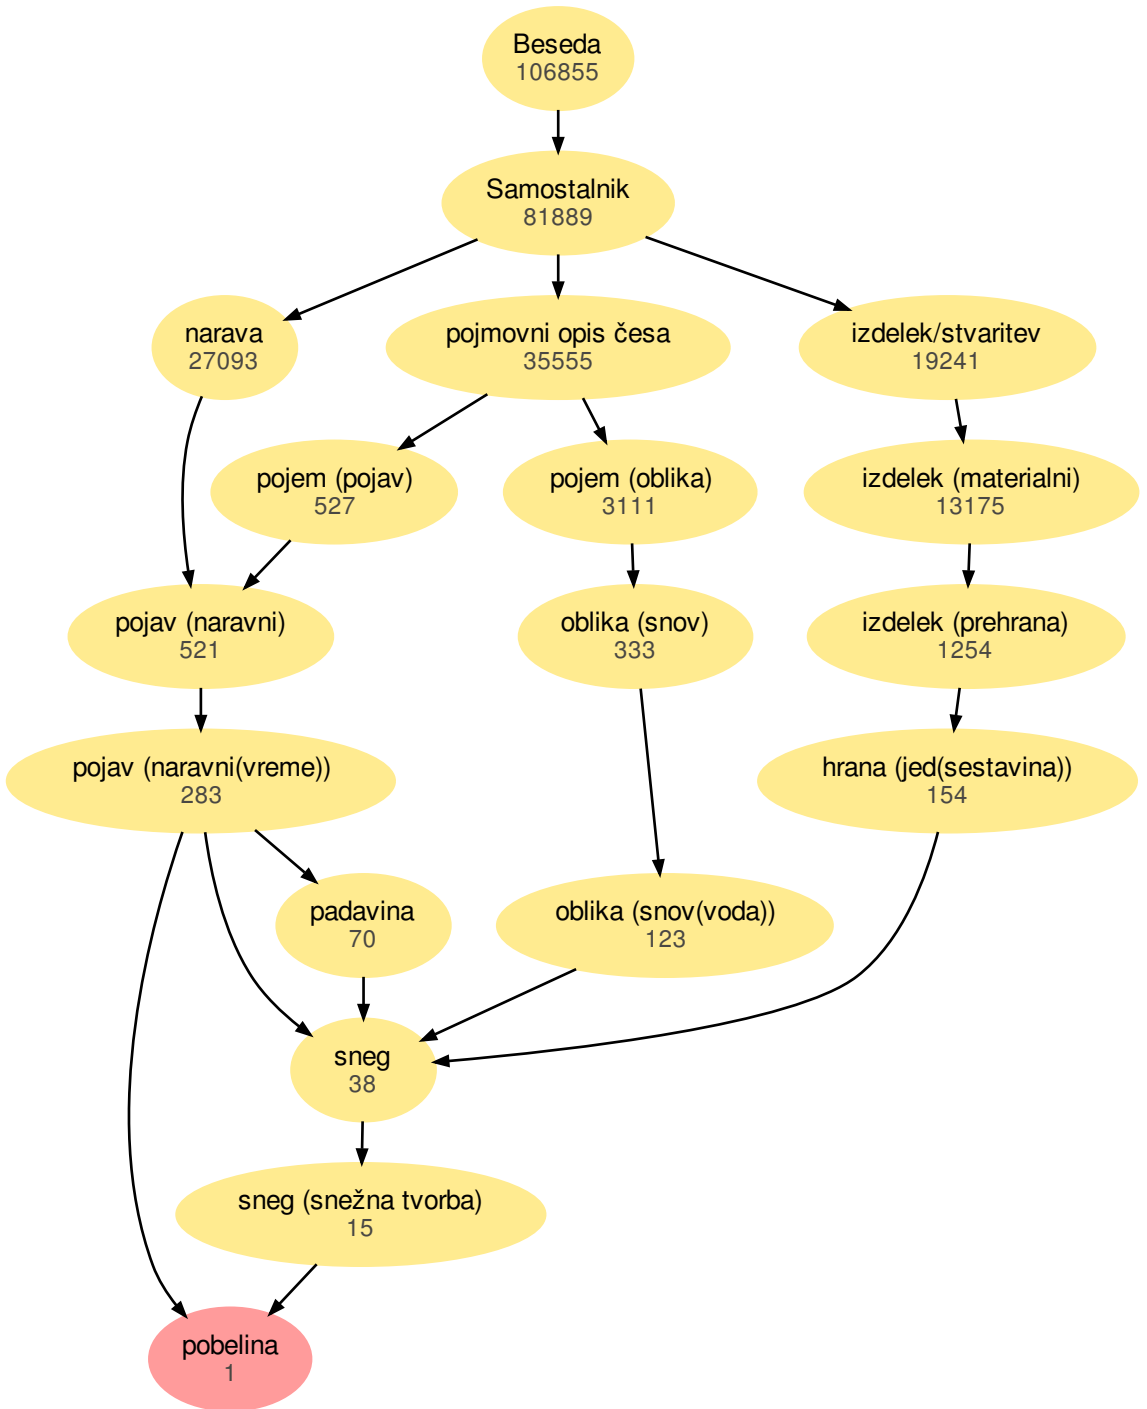 Beseda
106855
Samostalnik
81889
narava
27093
pojmovni opis česa
35555
izdelek/stvaritev
19241
pojem (pojav)
527
pojem (oblika)
3111
izdelek (materialni)
13175
pojav (naravni)
521
oblika (snov)
333
izdelek (prehrana)
1254
pojav (naravni(vreme))
283
hrana (jed(sestavina))
154
padavina
70
oblika (snov(voda))
123
sneg
38
sneg (snežna tvorba)
15
pobelina
1